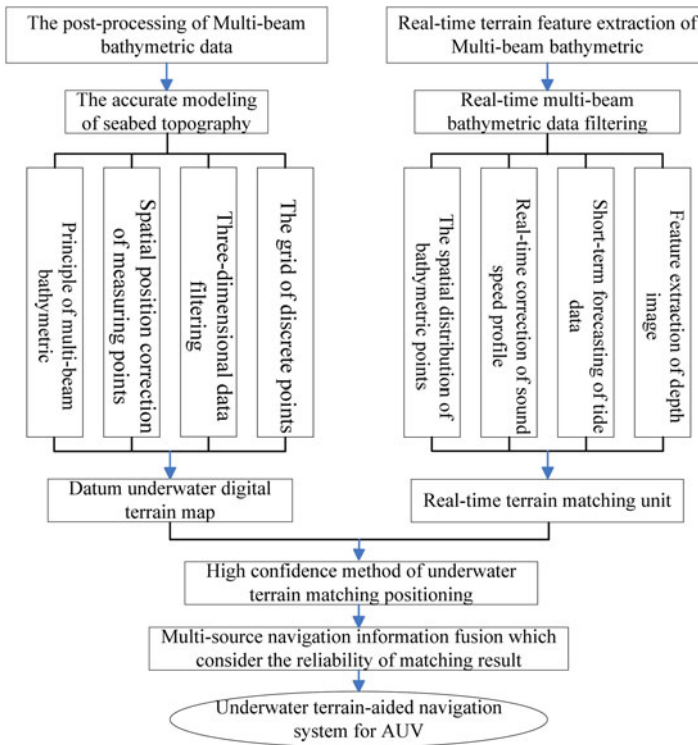 The post-processing of Multi-beam
bathymetric data
Real-time terrain feature extraction of
Multi-beam bathymetric
The accurate modeling
of seabed topography
Real-time multi-beam
bathymetric data filtering
Principle of multi-beam
bathymetric
Spatial position correction
of measuring points
Three-dimensional data
filtering
The grid of discrete points
The spatial distribution of
bathymetric points
Real-time correction of sound
speed profile
Short-term forecasting of tide
data
Feature extraction of depth
image
Datum underwater digital
terrain map
Real-time terrain matching unit
High confidence method of underwater
terrain matching positioning
Multi-source navigation information fusion which
consider the reliability of matching result
Underwater terrain-aided navigation
system for AUV